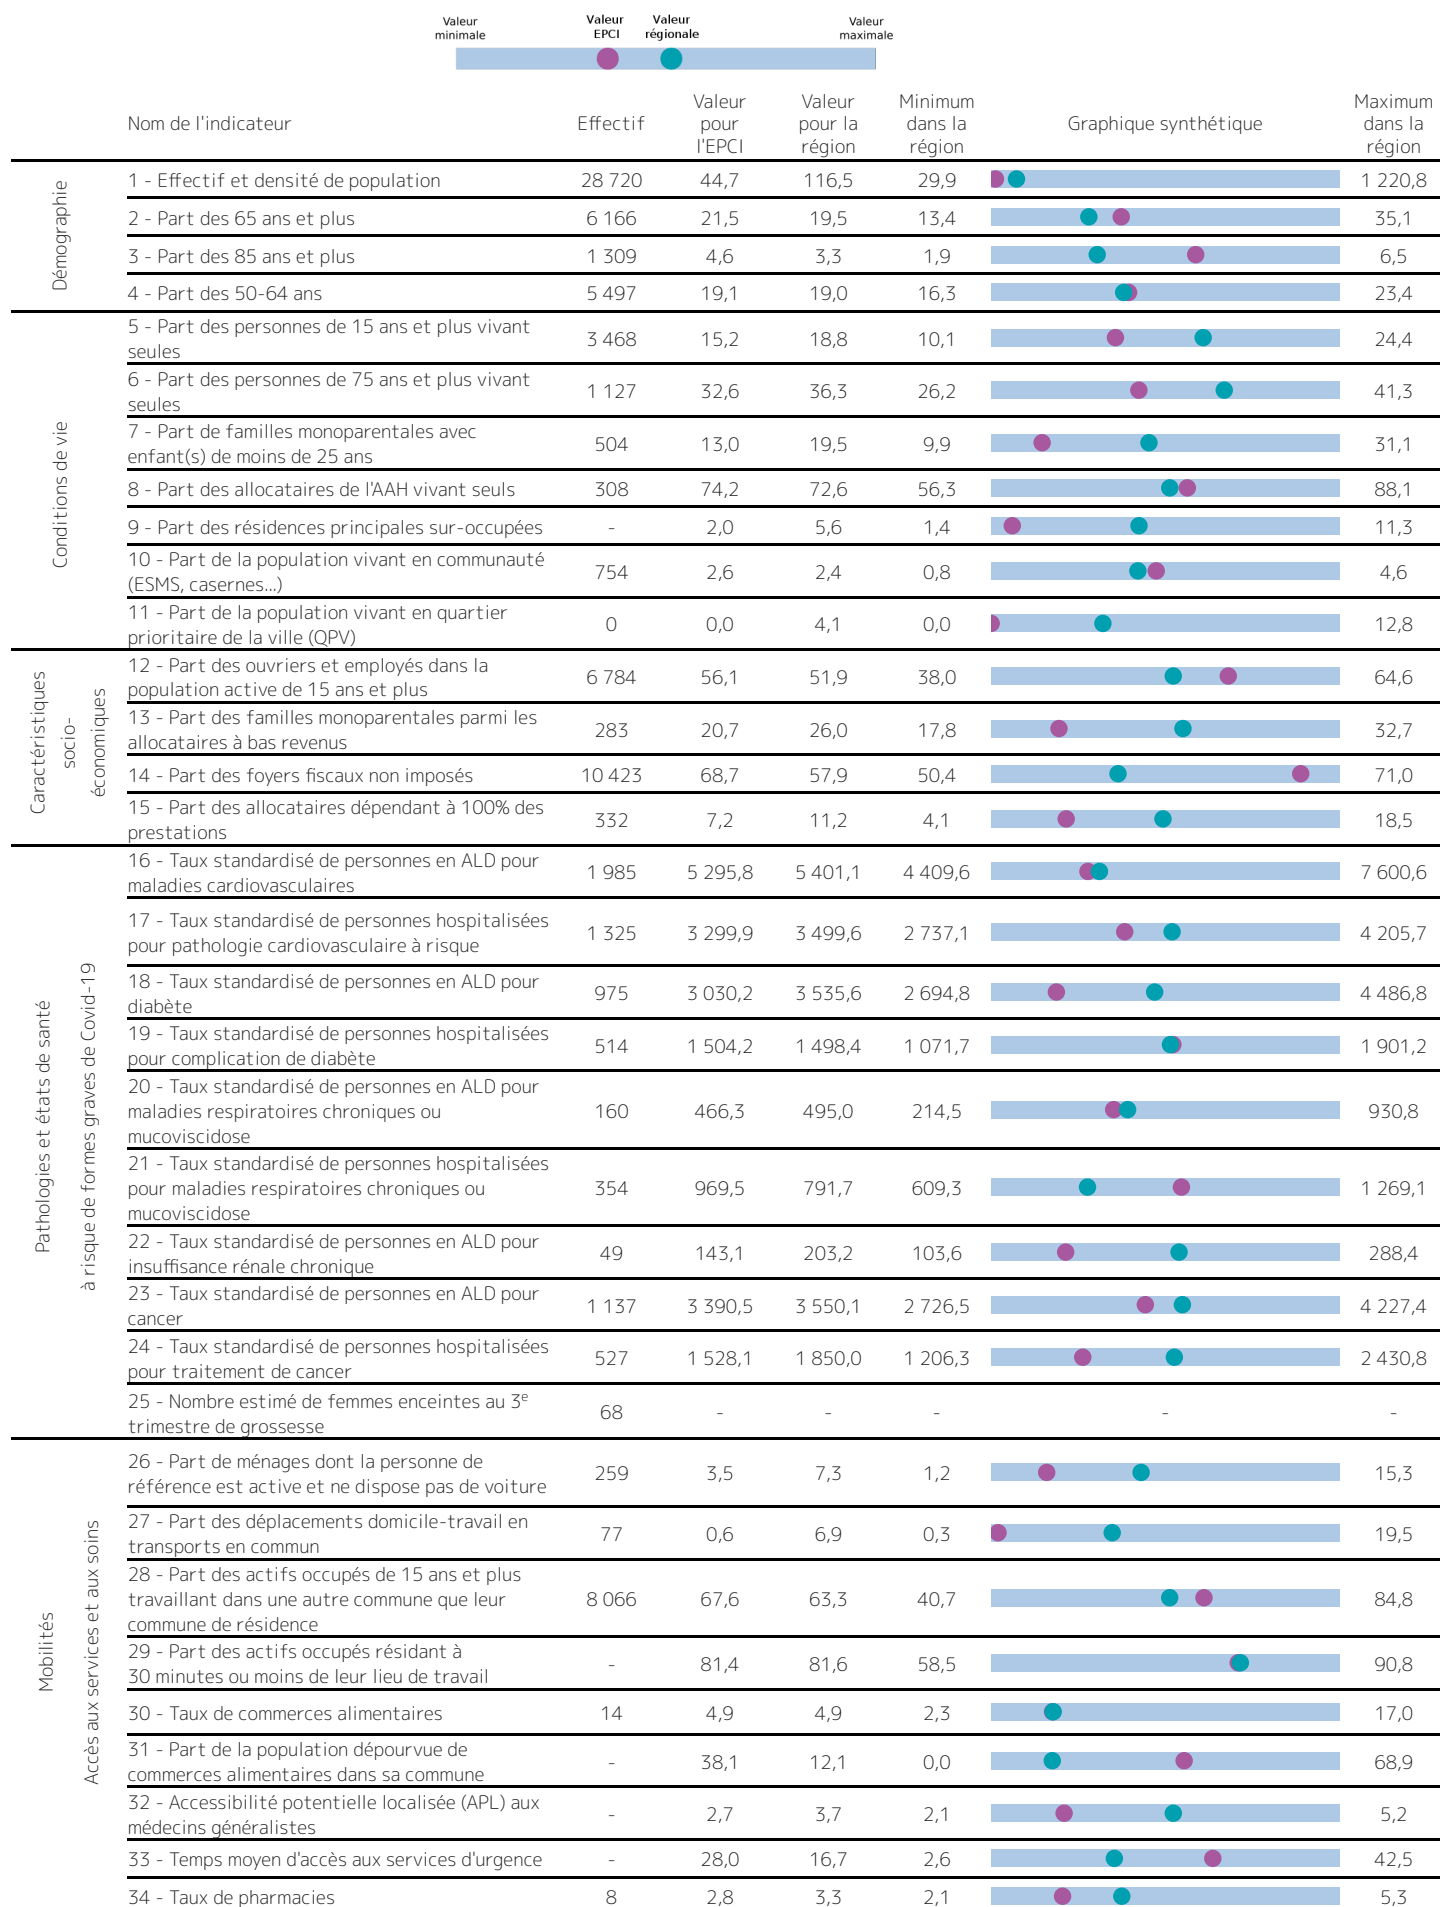 Valeur minimale
Valeur EPCI
Valeur régionale
Valeur maximale
Nom de l'indicateur
Effectif
Valeur pour l'EPCI
Valeur pour la région
Minimum dans la région
Graphique synthétique
Maximum dans la région
Démographie
1 - Effectif et densité de population 28 720 44,7 116,5 29,9 1 220,8
2 - Part des 65 ans et plus 6 166 21,5 19,5 13,4 35,1
3 - Part des 85 ans et plus 1 309 4,6 3,3 1,9 6,5
4 - Part des 50-64 ans 5 497 19,1 19,0 16,3 23,4
Conditions de vie
5 - Part des personnes de 15 ans et plus vivant
seules 3 468 15,2 18,8 10,1 24,4
6 - Part des personnes de 75 ans et plus vivant
seules 1 127 32,6 36,3 26,2 41,3
7 - Part de familles monoparentales avec
enfant(s) de moins de 25 ans 504 13,0 19,5 9,9 31,1
8 - Part des allocataires de l'AAH vivant seuls 308 74,2 72,6 56,3 88,1
9 - Part des résidences principales sur-occupées - 2,0 5,6 1,4 11,3
10 - Part de la population vivant en communauté
(ESMS, casernes...) 754 2,6 2,4 0,8 4,6
11 - Part de la population vivant en quartier
prioritaire de la ville (QPV) 0 0,0 4,1 0,0 12,8
Caractéristiques
socio-
économiques
12 - Part des ouvriers et employés dans la
population active de 15 ans et plus 6 784 56,1 51,9 38,0 64,6
13 - Part des familles monoparentales parmi les
allocataires à bas revenus 283 20,7 26,0 17,8 32,7
14 - Part des foyers fiscaux non imposés 10 423 68,7 57,9 50,4 71,0
15 - Part des allocataires dépendant à 100% des
prestations 332 7,2 11,2 4,1 18,5
Pathologies et états de santé
à risque de formes graves de Covid-19
16 - Taux standardisé de personnes en ALD pour
maladies cardiovasculaires 1 985 5 295,8 5 401,1 4 409,6 7 600,6
17 - Taux standardisé de personnes hospitalisées
pour pathologie cardiovasculaire à risque 1 325 3 299,9 3 499,6 2 737,1 4 205,7
18 - Taux standardisé de personnes en ALD pour
diabète 975 3 030,2 3 535,6 2 694,8 4 486,8
19 - Taux standardisé de personnes hospitalisées
pour complication de diabète 514 1 504,2 1 498,4 1 071,7 1 901,2
20 - Taux standardisé de personnes en ALD pour
maladies respiratoires chroniques ou
mucoviscidose 160 466,3 495,0 214,5 930,8
21 - Taux standardisé de personnes hospitalisées
pour maladies respiratoires chroniques ou
mucoviscidose 354 969,5 791,7 609,3 1 269,1
22 - Taux standardisé de personnes en ALD pour
insuffisance rénale chronique 49 143,1 203,2 103,6 288,4
23 - Taux standardisé de personnes en ALD pour
cancer 1 137 3 390,5 3 550,1 2 726,5 4 227,4
24 - Taux standardisé de personnes hospitalisées
pour traitement de cancer 527 1 528,1 1 850,0 1 206,3 2 430,8
25 - Nombre estimé de femmes enceintes au 3e
trimestre de grossesse 68 - - - - -
Mobilités
Accès aux services et aux soins
26 - Part de ménages dont la personne de
référence est active et ne dispose pas de voiture 259 3,5 7,3 1,2 15,3
27 - Part des déplacements domicile-travail en
transports en commun 77 0,6 6,9 0,3 19,5
28 - Part des actifs occupés de 15 ans et plus
travaillant dans une autre commune que leur
commune de résidence 8 066 67,6 63,3 40,7 84,8
29 - Part des actifs occupés résidant à
30 minutes ou moins de leur lieu de travail - 81,4 81,6 58,5 90,8
30 - Taux de commerces alimentaires 14 4,9 4,9 2,3 17,0
31 - Part de la population dépourvue de
commerces alimentaires dans sa commune - 38,1 12,1 0,0 68,9
32 - Accessibilité potentielle localisée (APL) aux
médecins généralistes - 2,7 3,7 2,1 5,2
33 - Temps moyen d'accès aux services d'urgence - 28,0 16,7 2,6 42,5
34 - Taux de pharmacies 8 2,8 3,3 2,1 5,3